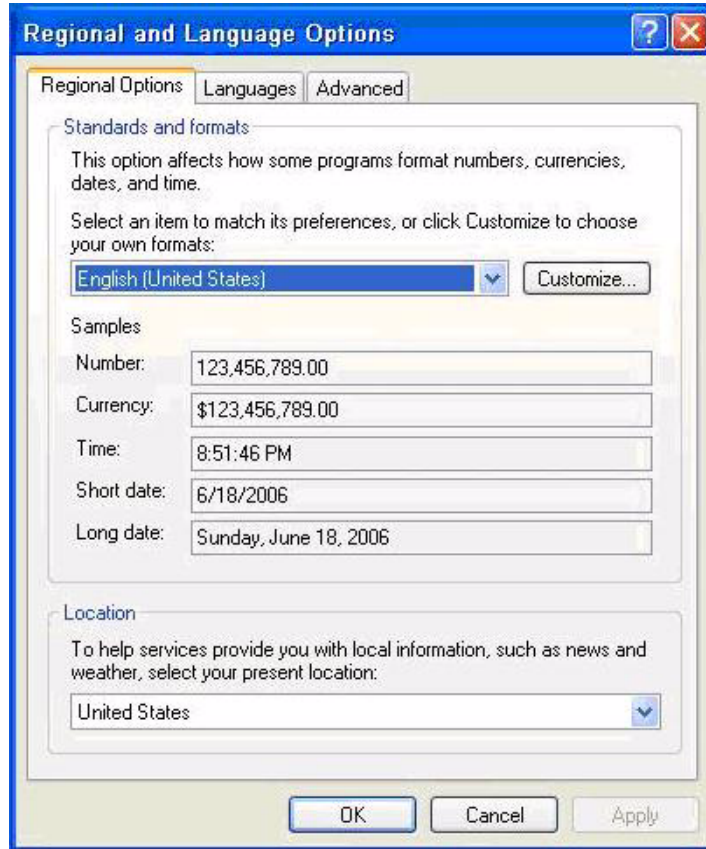 Regional and Language Options
Regional Options Languages Advanced
Standards and formats
This option affects how some programs format numbers, currencies,
dates, and time.
Select an item to match its preferences, or click Customize to choose
your own formats:
English (United States) Customize...
Samples
Number: 123,456,789.00
Currency: $123,456,789.00
Time: 8:51:46 PM
Short date: 6/18/2006
Long date: Sunday, June 18, 2006
Location
To help services provide you with local information, such as news and
weather, select your present location:
United States
OK Cancel Apply